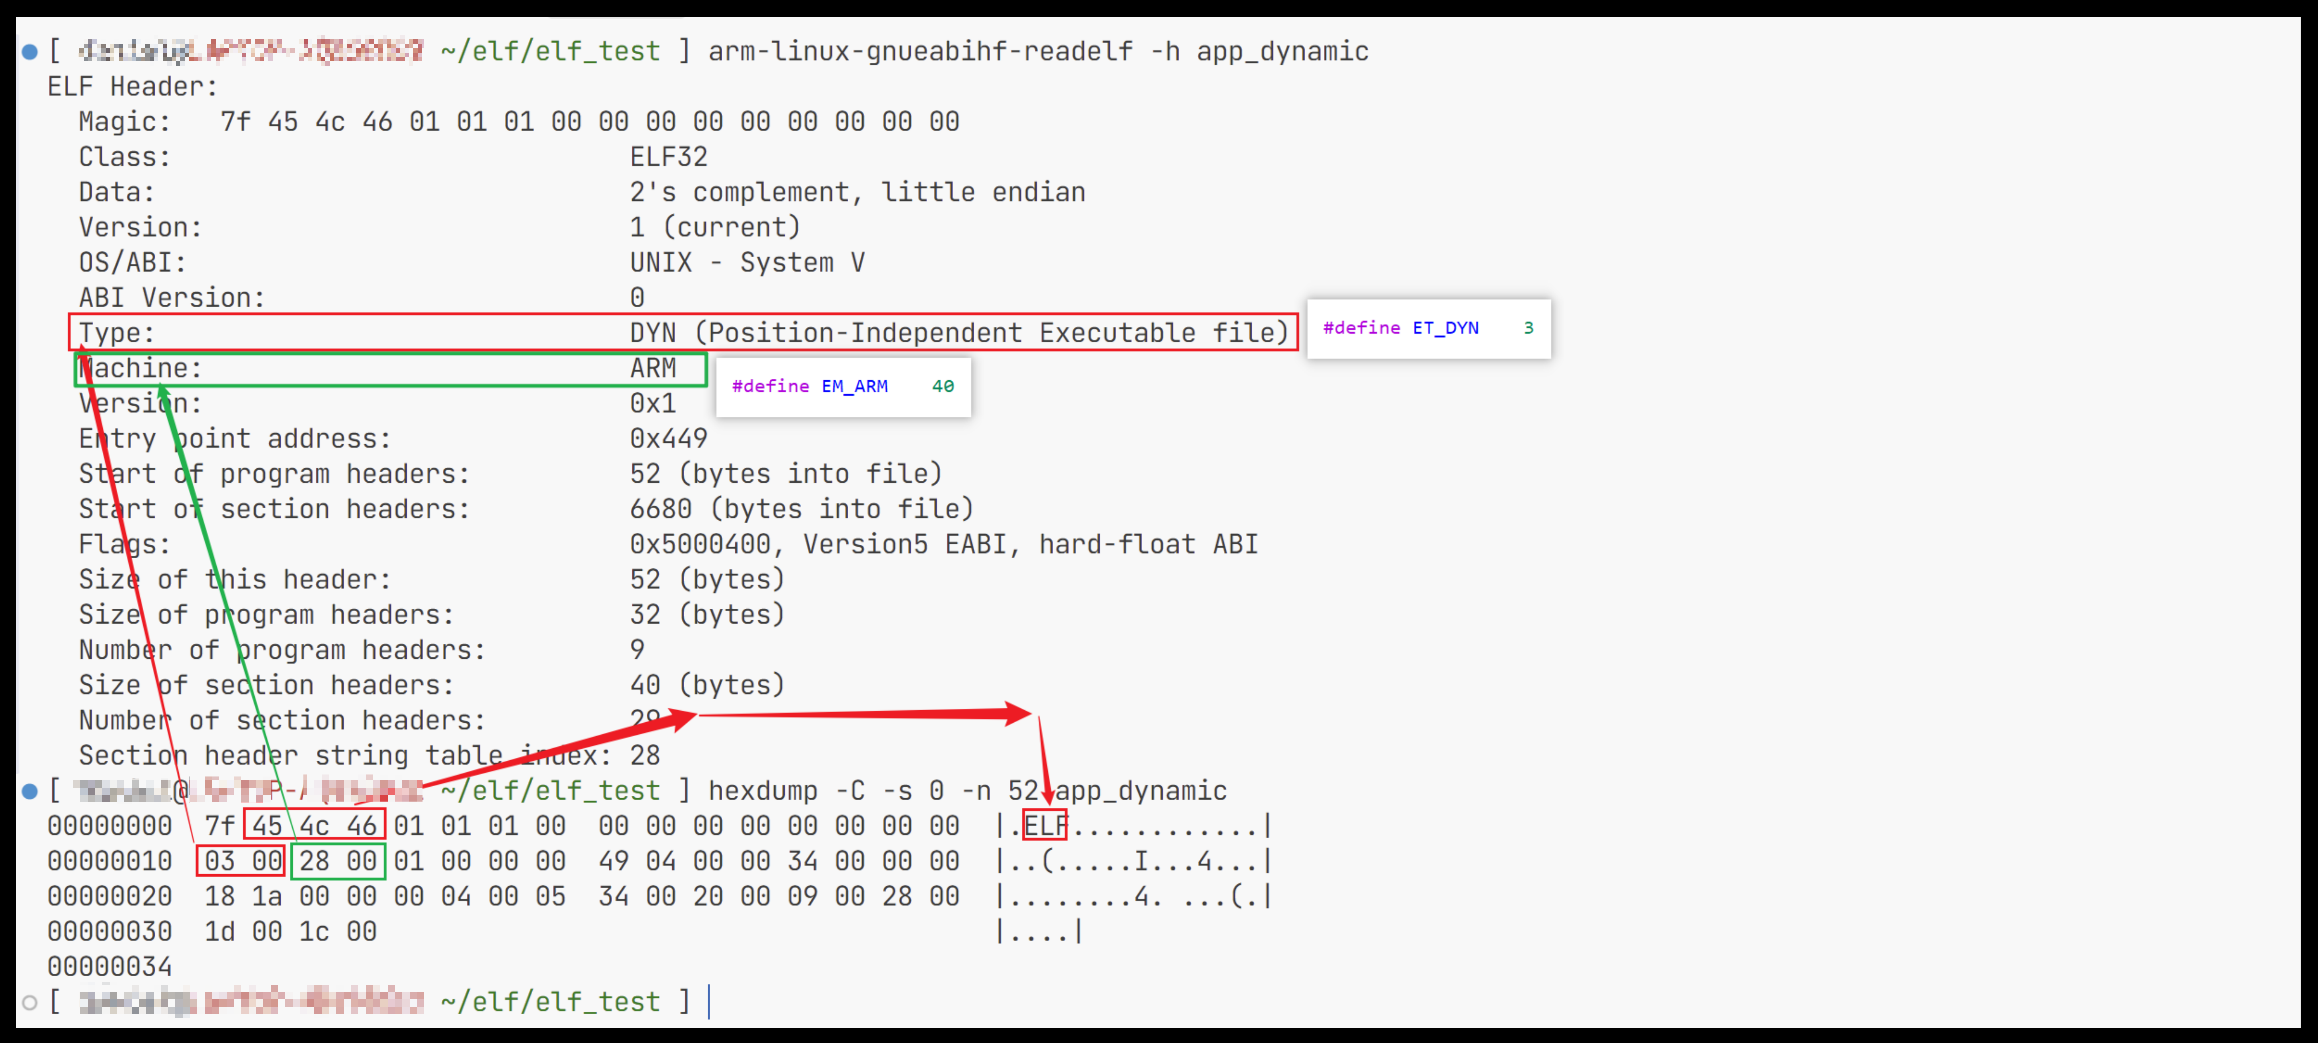 [ ~/elf/elf_test ] arm-linux-gnueabihf-readelf -h app_dynamic
ELF Header:
Magic: 7f 45 4c 46 01 01 01 00 00 00 00 00 00 00 00 00
Class: ELF32
Data: 2's complement, little endian
Version: 1 (current)
OS/ABI: UNIX - System V
ABI Version: 0
Type: DYN (Position-Independent Executable file)
#define ET_DYN 3
Machine: ARM
#define EM_ARM 40
Version: 0x1
Entry point address: 0x449
Start of program headers: 52 (bytes into file)
Start of section headers: 6680 (bytes into file)
Flags: 0x5000400, Version5 EABI, hard-float ABI
Size of this header: 52 (bytes)
Size of program headers: 32 (bytes)
Number of program headers: 9
Size of section headers: 40 (bytes)
Number of section headers: 29
Section header string table index: 28
[ ~/elf/elf_test ] hexdump -C -s 0 -n 52 app_dynamic
00000000 7f 45 4c 46 01 01 01 00 00 00 00 00 00 00 00 00 |.ELF............|
00000010 03 00 28 00 01 00 00 00 49 04 00 00 34 00 00 00 |..(.....I...4...|
00000020 18 1a 00 00 00 04 00 05 34 00 20 00 09 00 28 00 |........4. ...(.|
00000030 1d 00 1c 00 |....|
00000034
[ ~/elf/elf_test ]